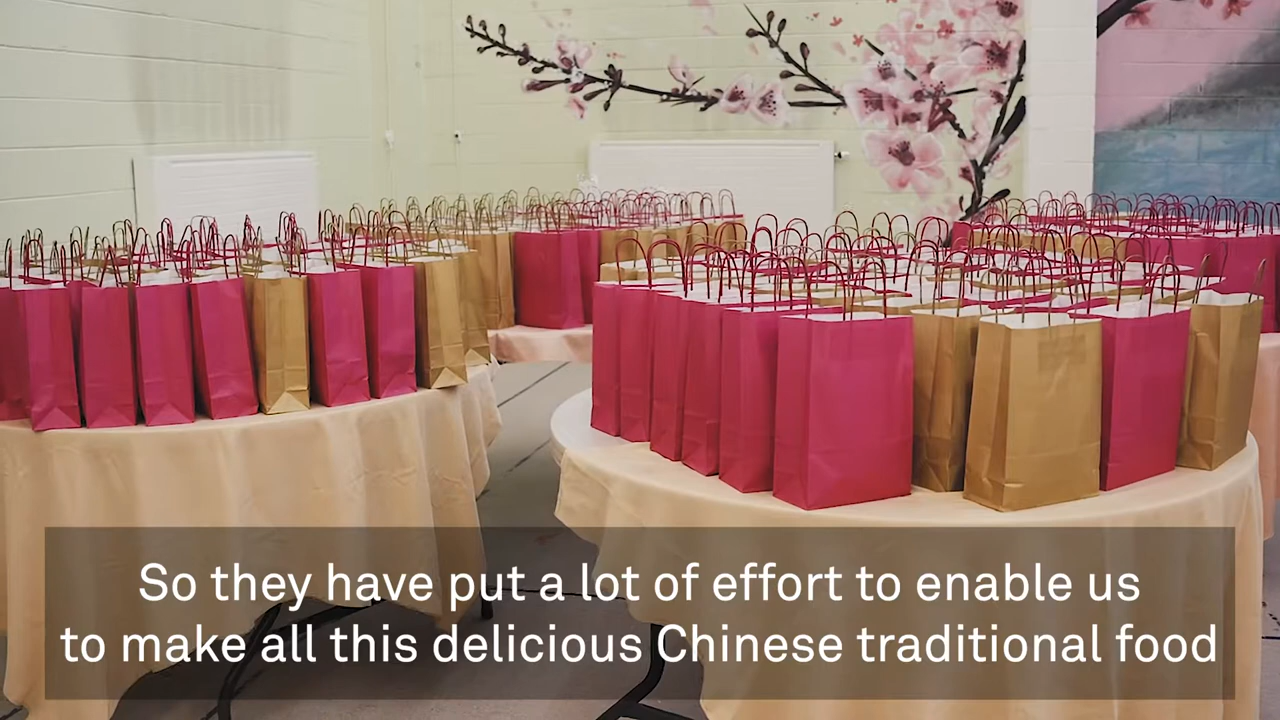 So they have put a lot of effort to enable us
to make all this delicious Chinese traditional food